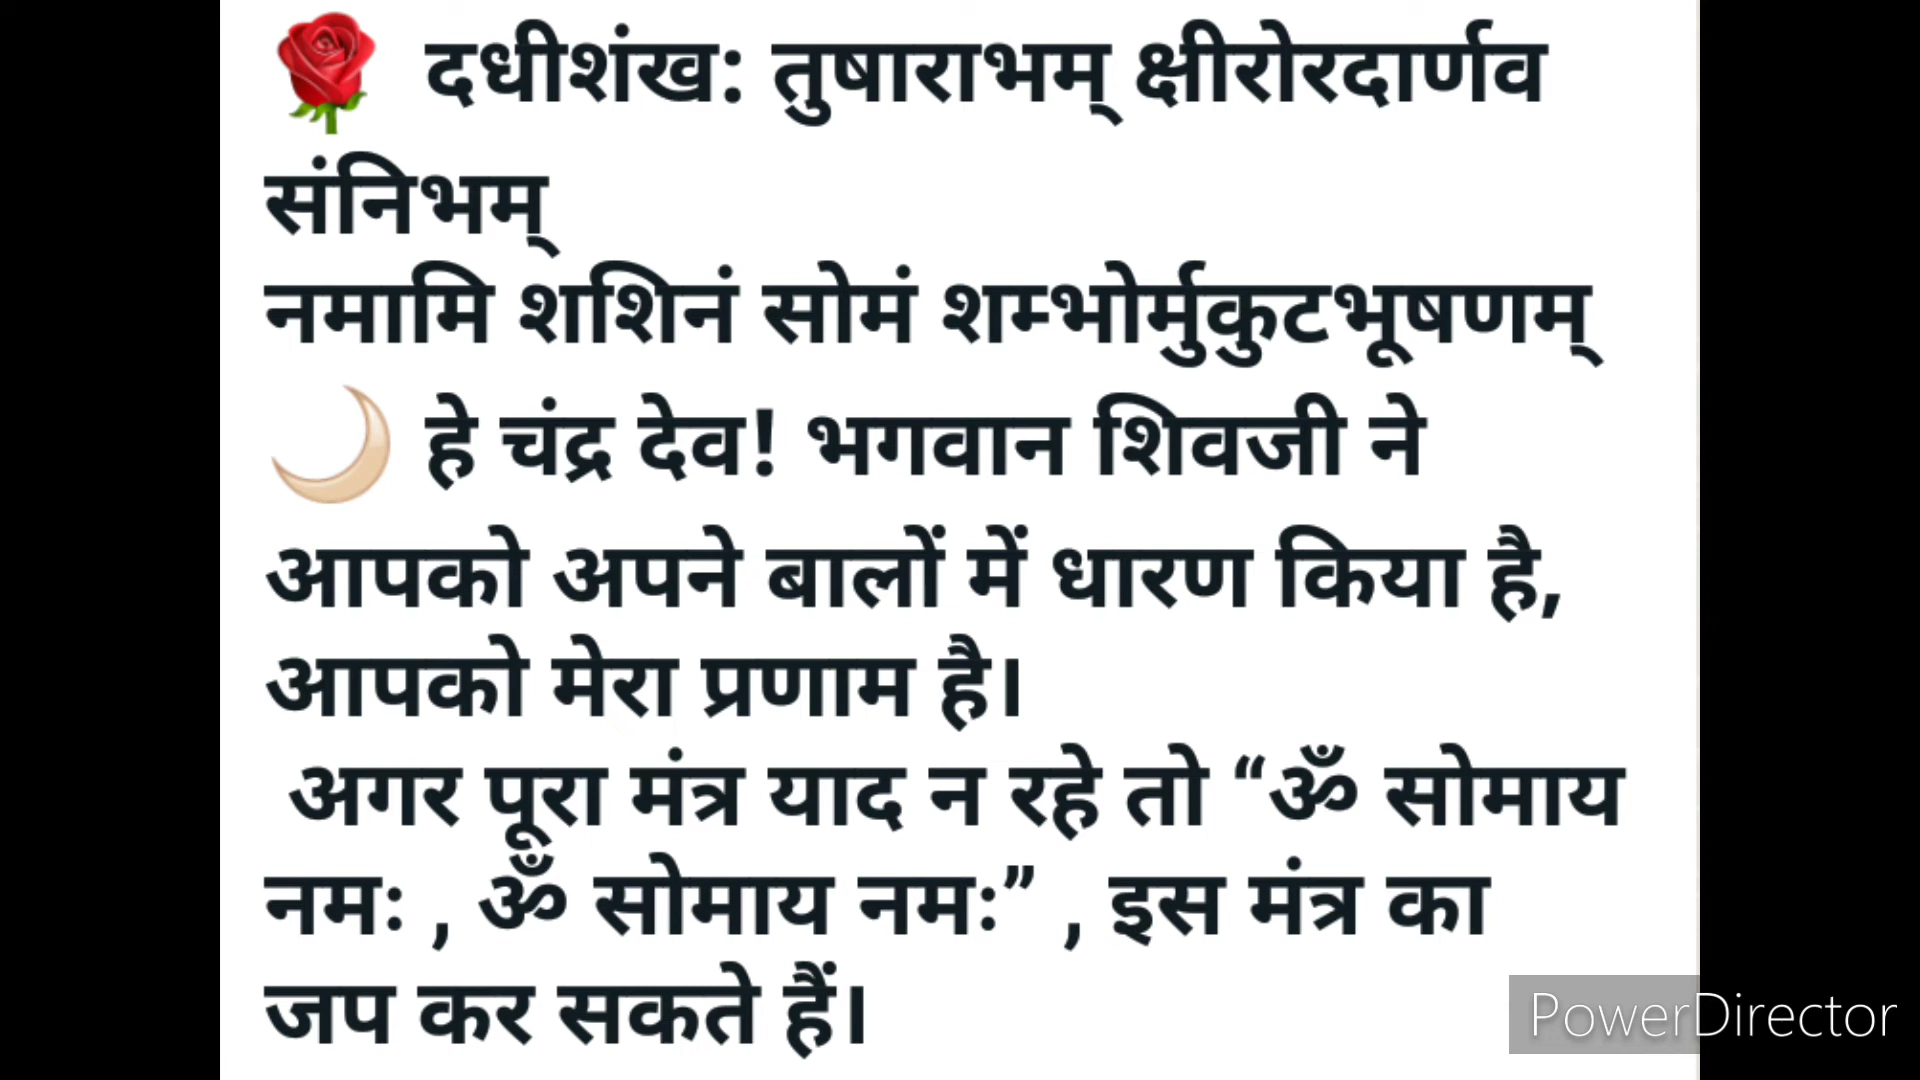 🌹 दधीशंख: तुषाराभम् क्षीरोरदार्णव
संनिभम्
नमामि शशिनं सोमं शम्भोर्मुकुटभूषणम्
🌙 हे चंद्र देव! भगवान शिवजी ने
आपको अपने बालों में धारण किया है,
आपको मेरा प्रणाम है।
अगर पूरा मंत्र याद न रहे तो “ॐ सोमाय
नमः , ॐ सोमाय नमः” , इस मंत्र का
जप कर सकते हैं।
PowerDirector